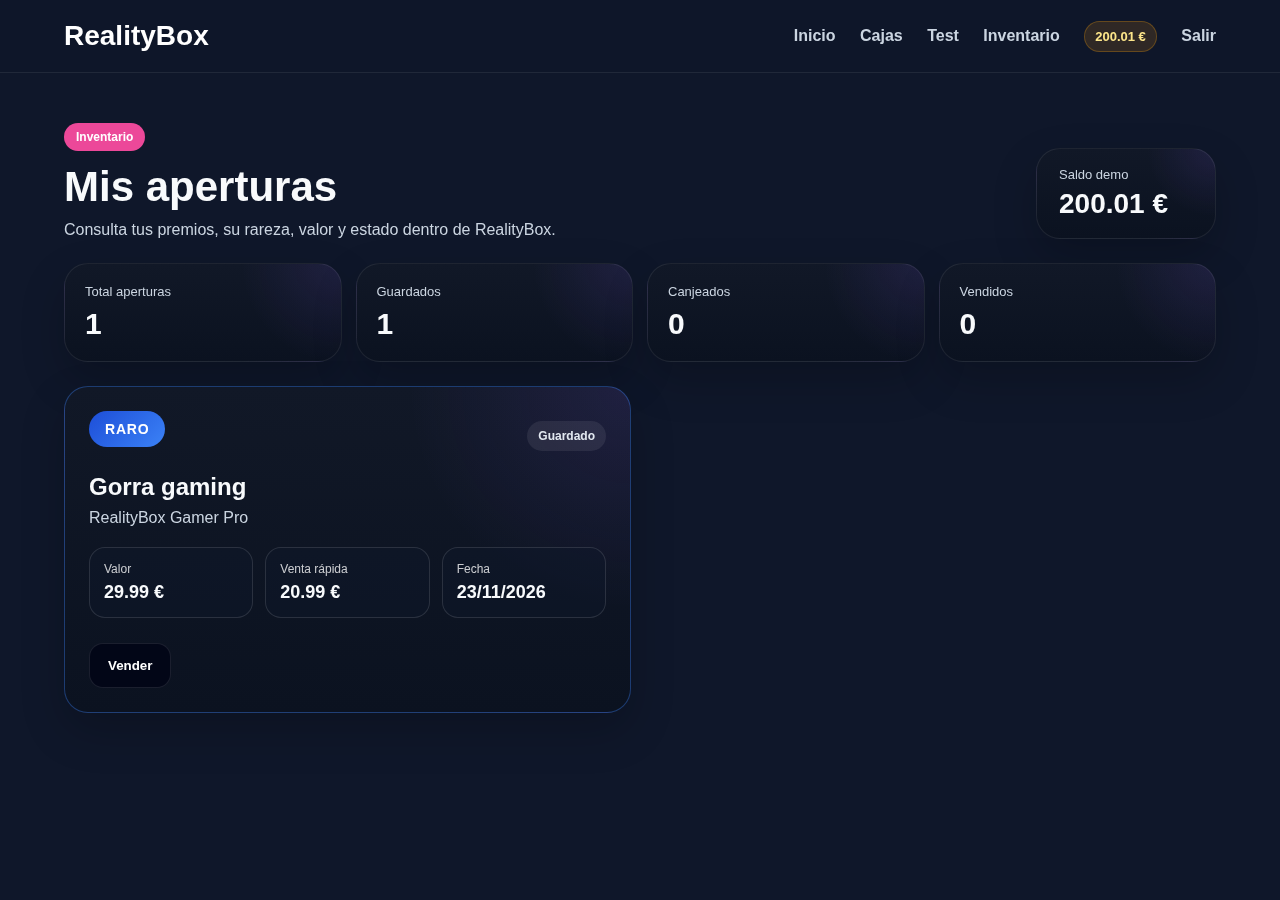 RealityBox
Inicio Cajas Test Inventario 200.01 € Salir
Inventario
Mis aperturas
Consulta tus premios, su rareza, valor y estado dentro de RealityBox.
Saldo demo
200.01 €
Total aperturas
1
Guardados
1
Canjeados
0
Vendidos
0
RARO
Guardado
Gorra gaming
RealityBox Gamer Pro
Valor
29.99 €
Venta rápida
20.99 €
Fecha
23/11/2026
Vender